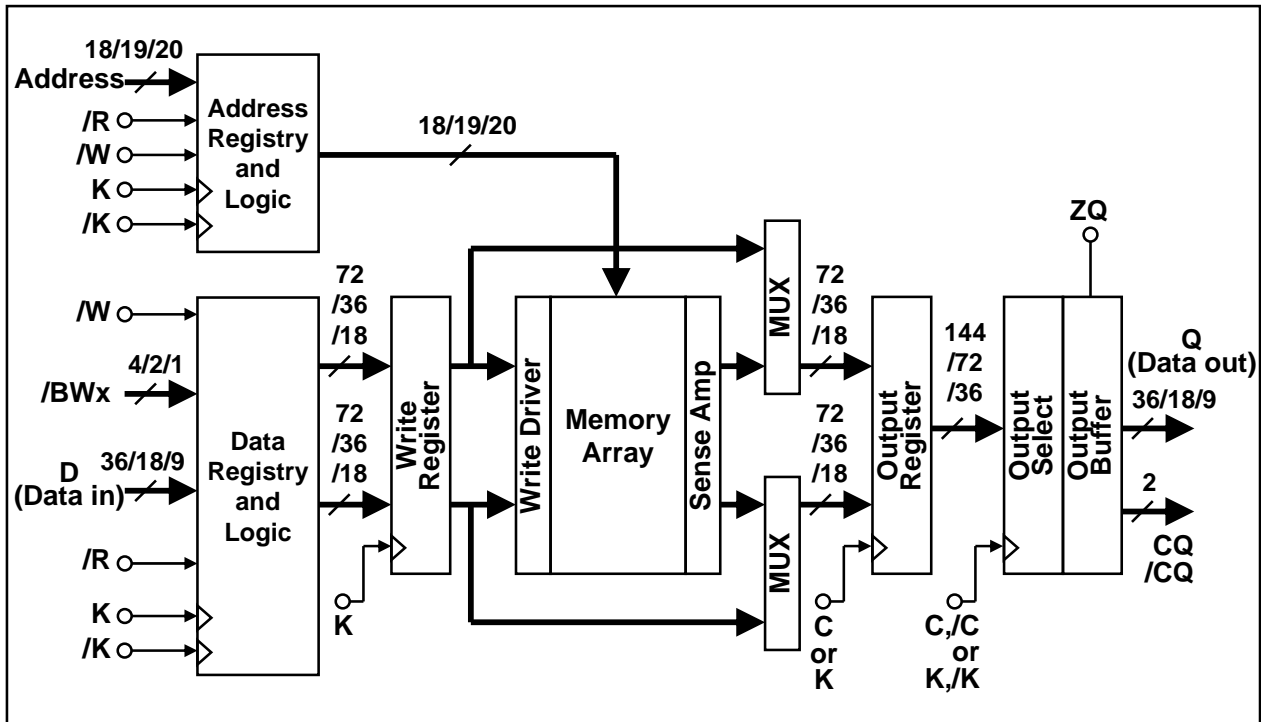 18/19/20
Address
/R
/W
K
/K
Address
Registry
and
Logic
18/19/20
/W
4/2/1
/BWx
36/18/9
D
(Data in)
/R
K
/K
Data
Registry
and
Logic
72
/36
/18
72
/36
/18
Write
Register
K
Write Driver
Memory
Array
Sense Amp
MUX
MUX
72
/36
/18
72
/36
/18
Output
Register
C
or
K
144
/72
/36
C,/C
or
K,/K
ZQ
Output
Select
Output
Buffer
Q
(Data out)
36/18/9
2
CQ
/CQ